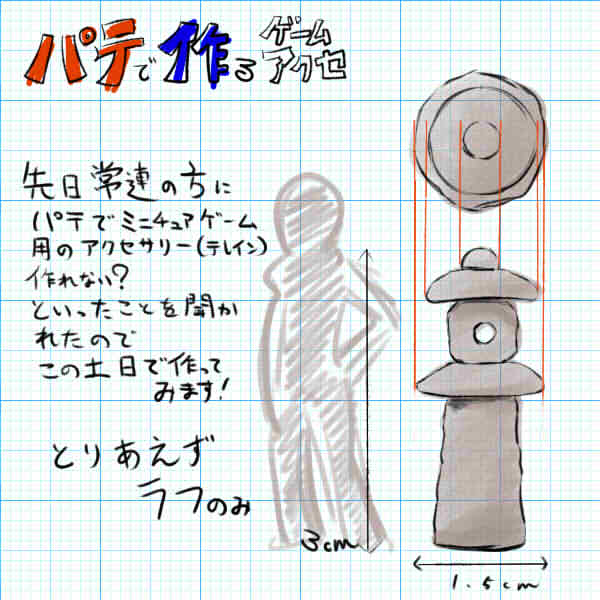 パテで作る
ゲーム
アクセ
先日常連の方に
パテでミニチュアゲーム
用のアクセサリー(テレイン)
作れない?
といったことを聞か
れたので
この土日で作って
みます!
とりあえず
ラフのみ
3cm
1.5cm